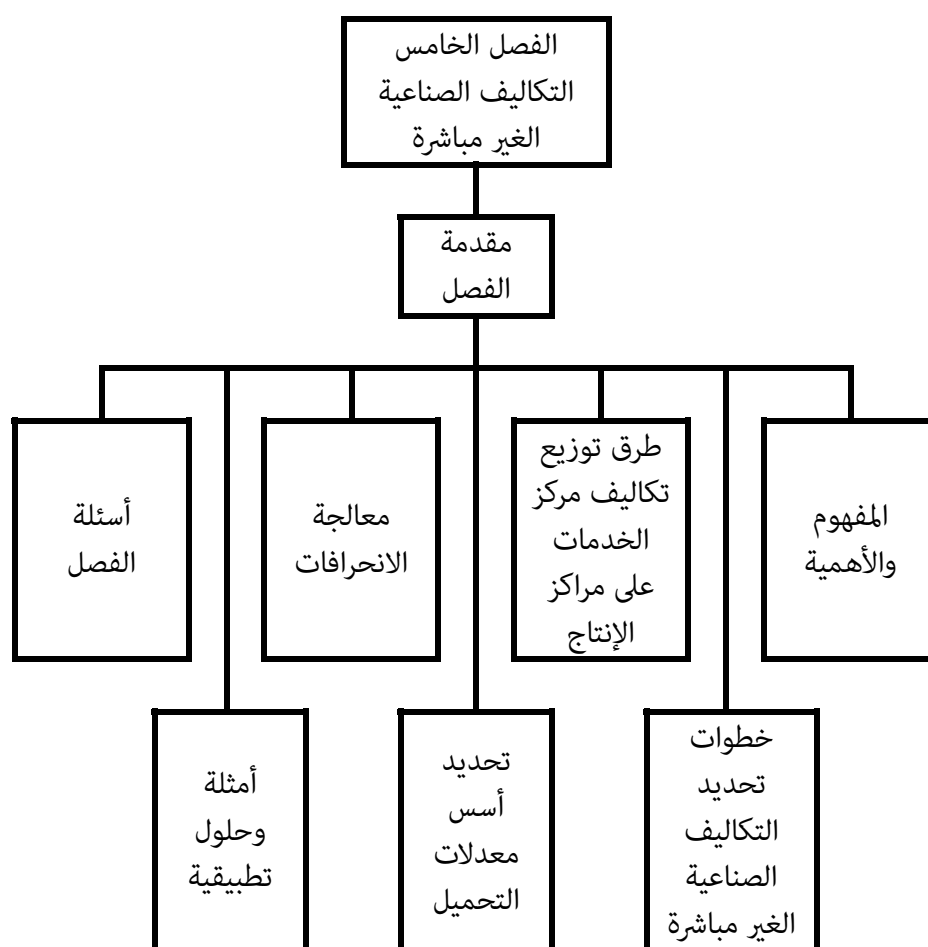 الفصل الخامس
التكاليف الصناعية
الغير مباشرة
مقدمة
الفصل
المفهوم
والأهمية
خطوات
تحديد
التكاليف
الصناعية
الغير مباشرة
طرق توزيع
تكاليف مركز
الخدمات
على مراكز
الإنتاج
تحديد
أسس
معدلات
التحميل
معالجة
الانحرافات
أمثلة
وحلول
تطبيقية
أسئلة
الفصل